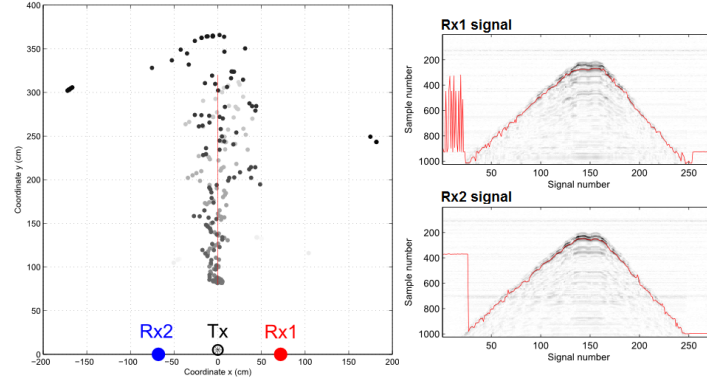 400
350
300
250
200
150
100
50
0
Coordinate y (cm)
Rx2
Tx
Rx1
−200 −150 −100 −50 0 50 100 150 200
Coordinate x (cm)
Rx1 signal
200
400
600
800
1000
Sample number
50 100 150 200 250
Signal number
Rx2 signal
200
400
600
800
1000
Sample number
50 100 150 200 250
Signal number